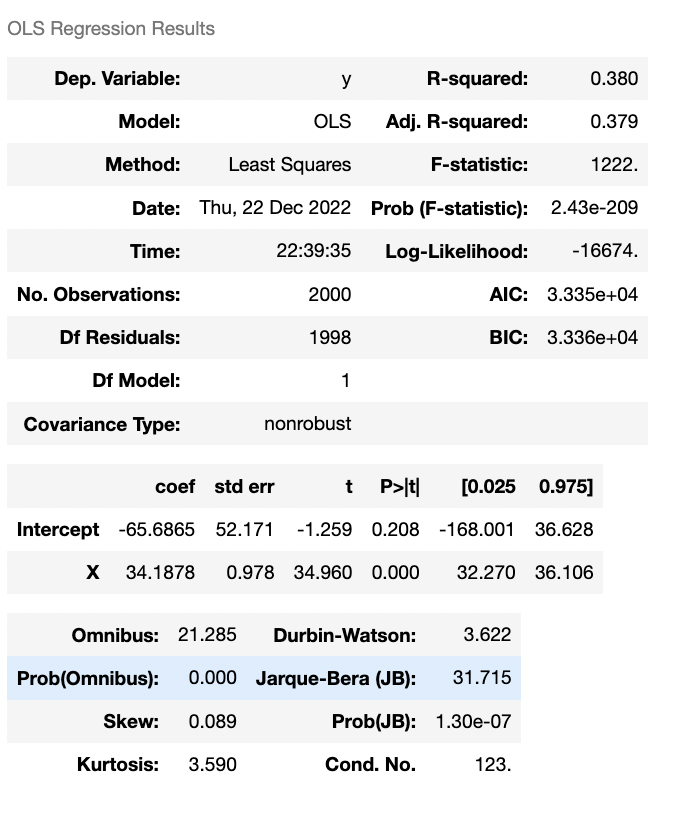 OLS Regression Results
Dep. Variable: y R-squared: 0.380
Model: OLS Adj. R-squared: 0.379
Method: Least Squares F-statistic: 1222.
Date: Thu, 22 Dec 2022 Prob (F-statistic): 2.43e-209
Time: 22:39:35 Log-Likelihood: -16674.
No. Observations: 2000 AIC: 3.335e+04
Df Residuals: 1998 BIC: 3.336e+04
Df Model: 1
Covariance Type: nonrobust
coef std err t P>|t| [0.025 0.975]
Intercept -65.6865 52.171 -1.259 0.208 -168.001 36.628
X 34.1878 0.978 34.960 0.000 32.270 36.106
Omnibus: 21.285 Durbin-Watson: 3.622
Prob(Omnibus): 0.000 Jarque-Bera (JB): 31.715
Skew: 0.089 Prob(JB): 1.30e-07
Kurtosis: 3.590 Cond. No. 123.